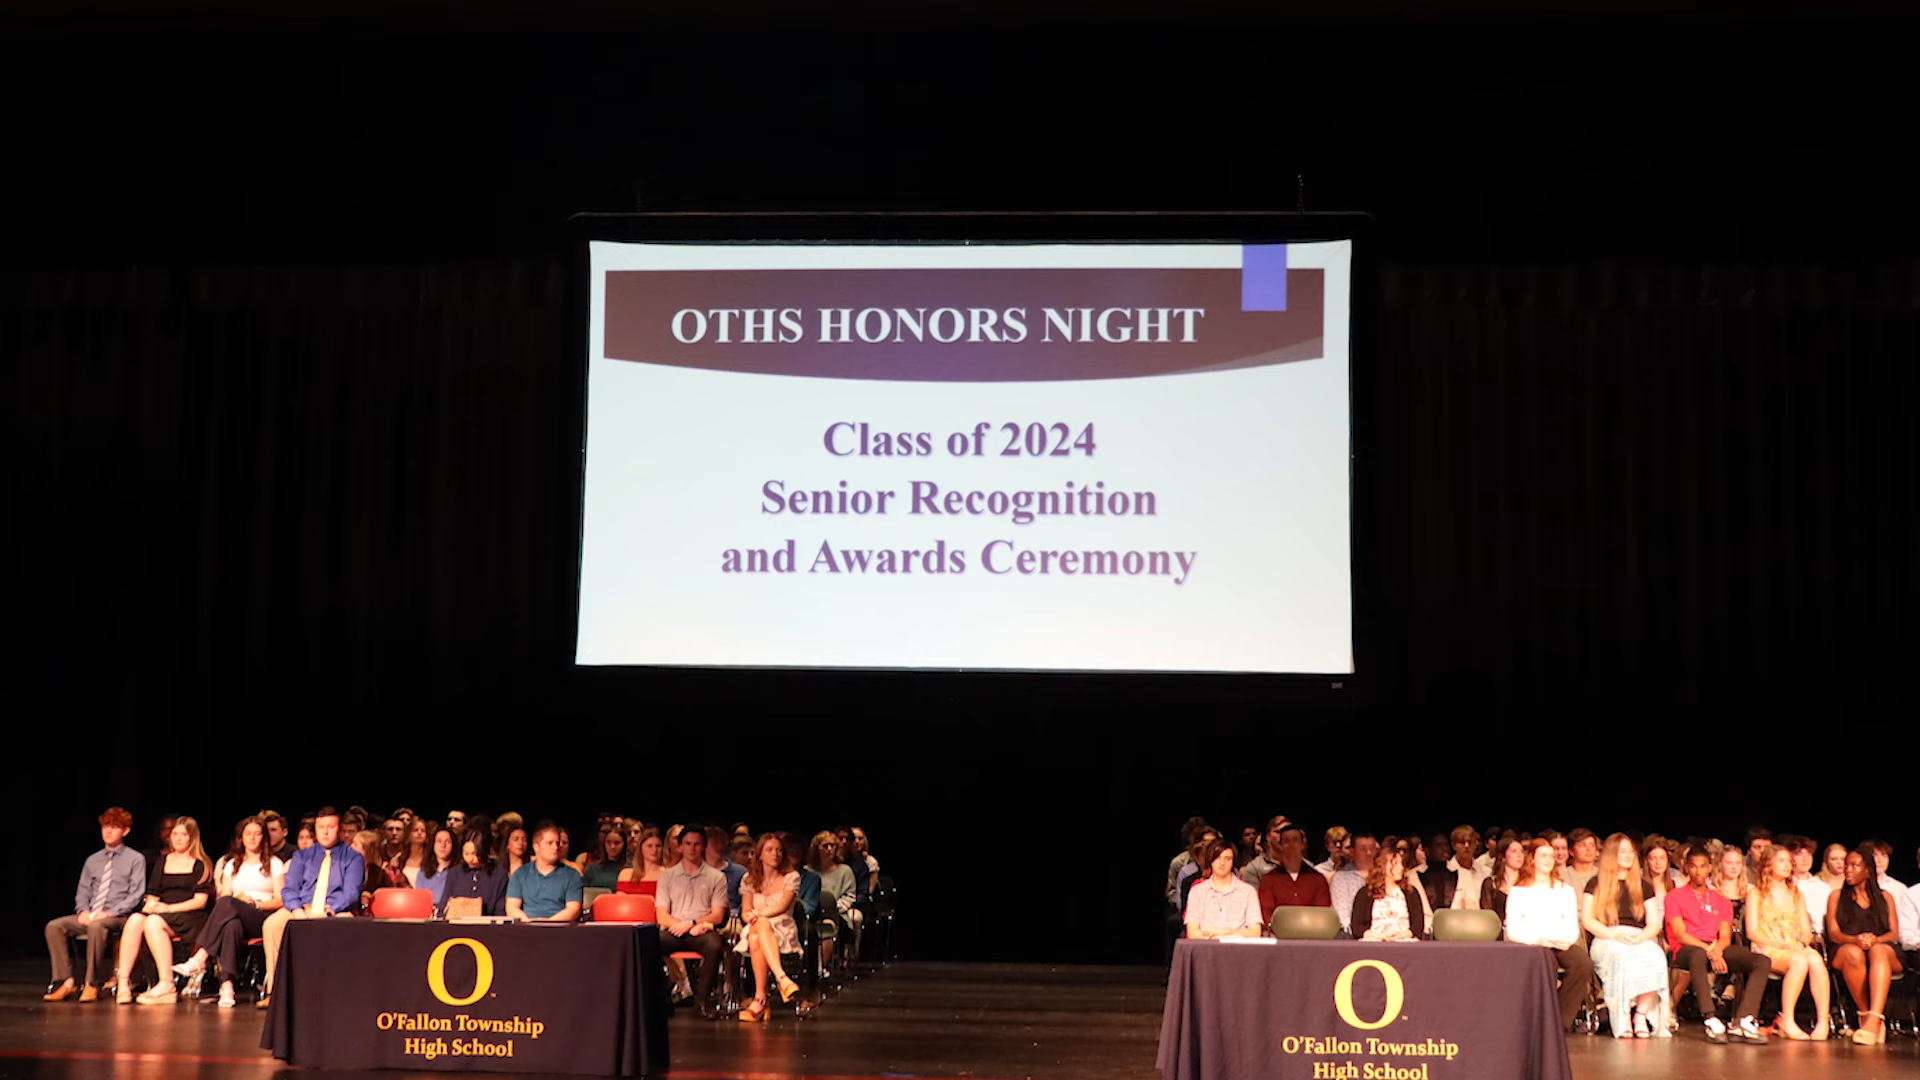 OTHS HONORS NIGHT
Class of 2024
Senior Recognition
and Awards Ceremony
O
O'Fallon Township
High School
O
O'Fallon Township
High School